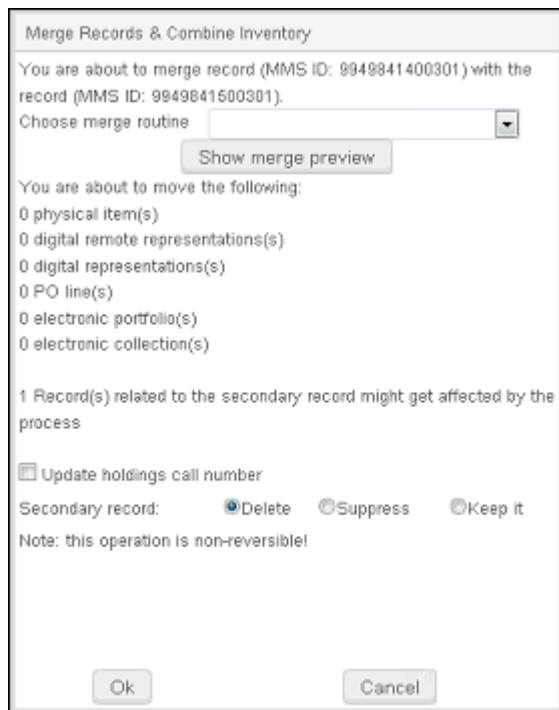 Merge Records & Combine Inventory
You are about to merge record (MMS ID: 9949841400301) with the
record (MMS ID: 9949841500301).
Choose merge routine
Show merge preview
You are about to move the following:
0 physical item(s)
0 digital remote representations(s)
0 digital representations(s)
0 PO line(s)
0 electronic portfolio(s)
0 electronic collection(s)
1 Record(s) related to the secondary record might get affected by the
process
Update holdings call number
Secondary record: Delete Suppress Keep it
Note: this operation is non-reversible!
Ok Cancel